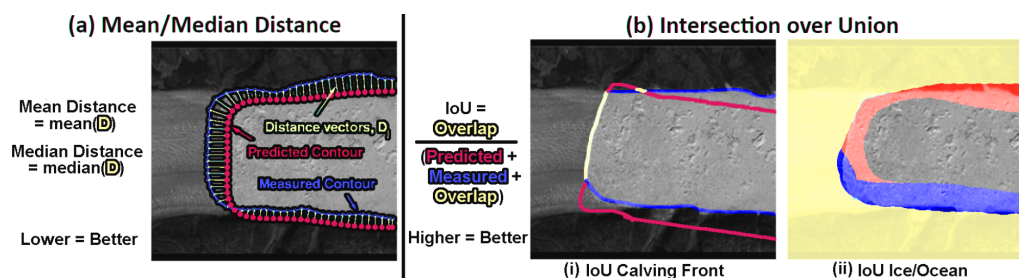 (a) Mean/Median Distance
Mean Distance
= mean(D)
Median Distance
= median(D)
Lower = Better
Distance vectors, D
Predicted Contour
Measured Contour
(b) Intersection over Union
IoU =
Overlap
(Predicted +
Measured +
Overlap)
Higher = Better
(i) IoU Calving Front
(ii) IoU Ice/Ocean